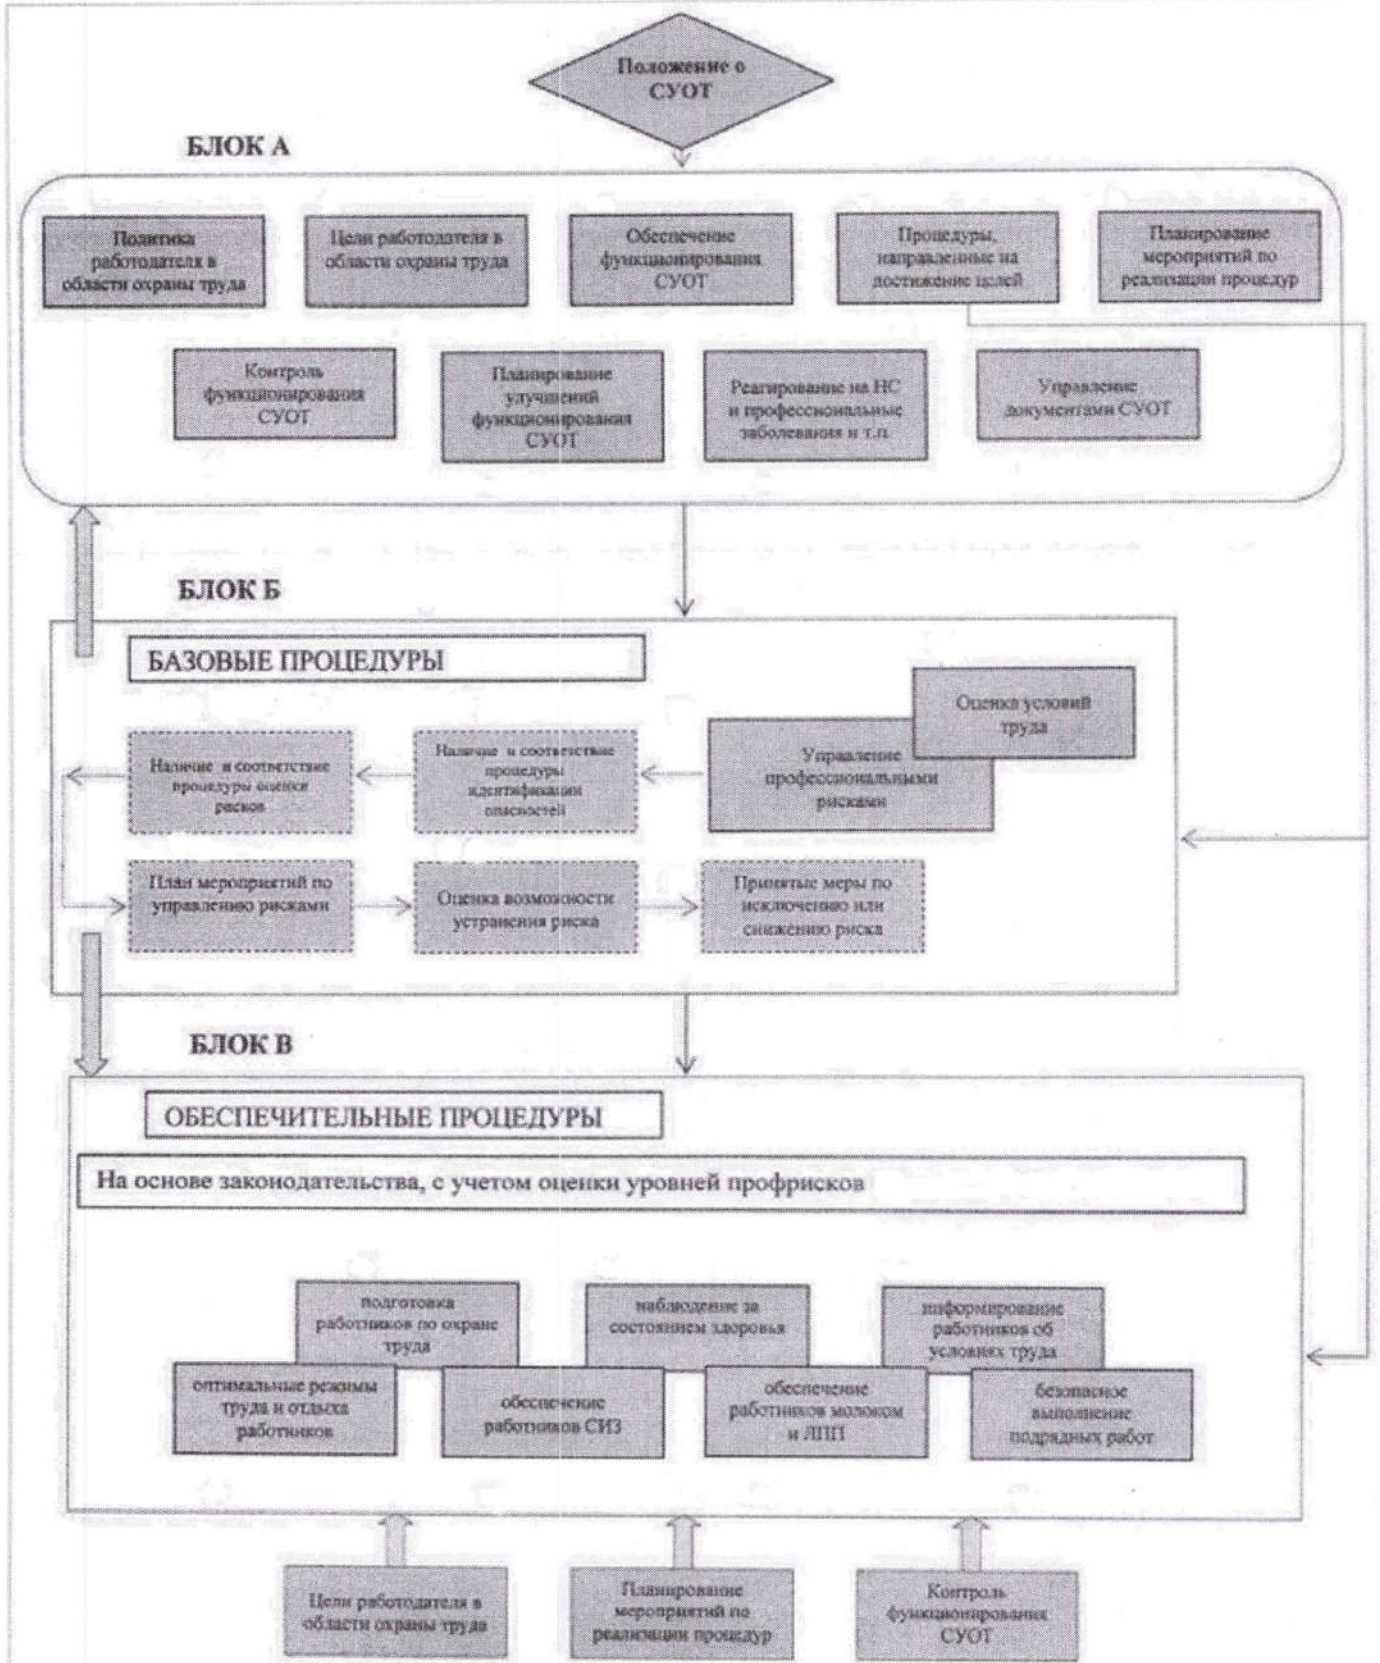 Положение о
СУОТ
БЛОК А
Политика
работодателя в
области охраны труда
Цели работодателя в
области охраны труда
Обеспечение
функционирования
СУОТ
Процедуры,
направленные на
достижение целей
Планирование
мероприятий по
реализации процедур
Контроль
функционирования
СУОТ
Планирование
улучшений
функционирования
СУОТ
Реагирование на НС
и профессиональные
заболевания и т.п.
Управление
документами СУОТ
БЛОК Б
БАЗОВЫЕ ПРОЦЕДУРЫ
Оценка условий
труда
Управление
профессиональными
рисками
Наличие и соответствие
процедуры
идентификации
опасностей
Наличие и соответствие
процедуры оценки
рисков
План мероприятий по
управлению рисками
Оценка возможности
устранения риска
Принятые меры по
исключению или
снижению риска
БЛОК В
ОБЕСПЕЧИТЕЛЬНЫЕ ПРОЦЕДУРЫ
На основе законодательства, с учетом оценки уровней профрисков
подготовка
работников по охране
труда
наблюдение за
состоянием здоровья
информирование
работников об
условиях труда
оптимальные режимы
труда и отдыха
работников
обеспечение
работников СИЗ
обеспечение
работников молоком
и ЛПП
безопасное
выполнение
подрядных работ
Цели работодателя в
области охраны труда
Планирование
мероприятий по
реализации процедур
Контроль
функционирования
СУОТ